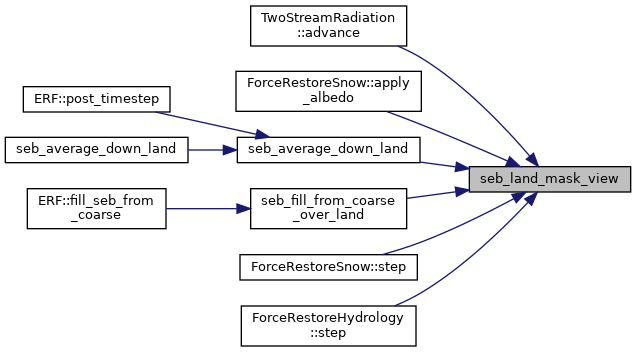 TwoStreamRadiation
::advance
ForceRestoreSnow::apply
_albedo
ERF::post_timestep
seb_average_down_land
seb_average_down_land
seb_land_mask_view
ERF::fill_seb_from
_coarse
seb_fill_from_coarse
_over_land
ForceRestoreSnow::step
ForceRestoreHydrology
::step